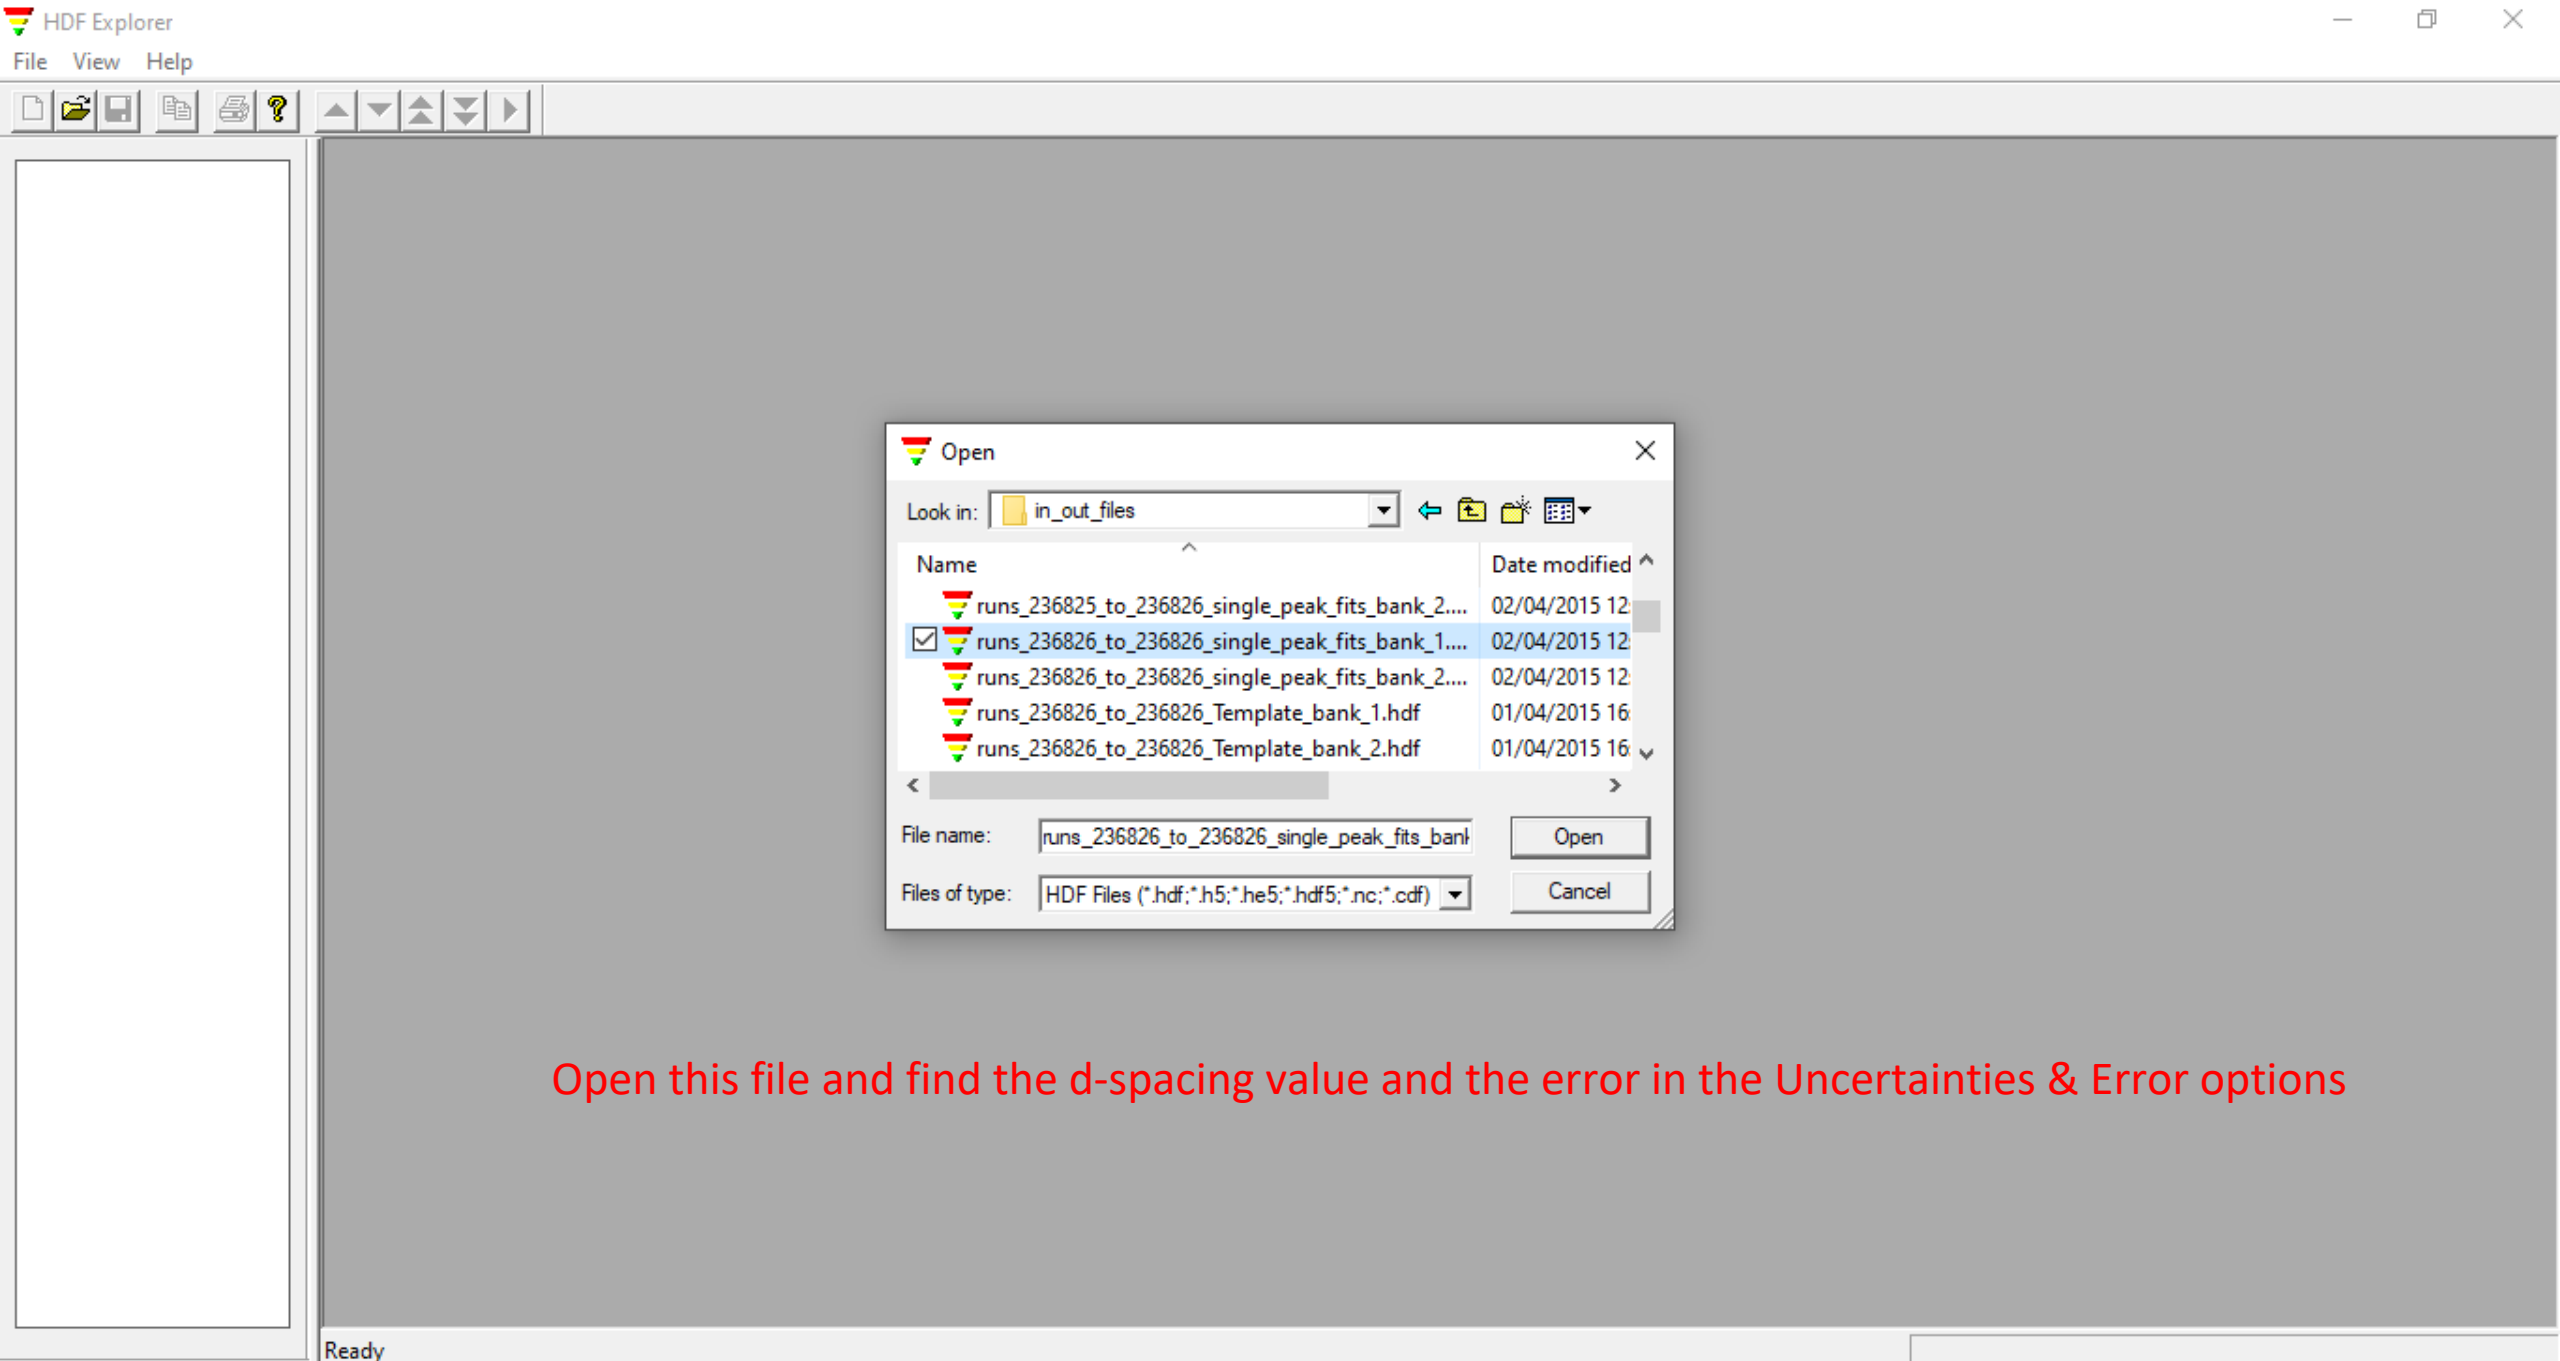 HDF Explorer
File View Help
Open
Look in: in_out_files
Name Date modified
runs_236825_to_236826_single_peak_fits_bank_2.... 02/04/2015 12:
runs_236826_to_236826_single_peak_fits_bank_1.... 02/04/2015 12:
runs_236826_to_236826_single_peak_fits_bank_2.... 02/04/2015 12:
runs_236826_to_236826_Template_bank_1.hdf 01/04/2015 16:
runs_236826_to_236826_Template_bank_2.hdf 01/04/2015 16:
File name: runs_236826_to_236826_single_peak_fits_bank Open
Files of type: HDF Files (*.hdf;*.h5;*.he5;*.hdf5;*.nc;*.cdf) Cancel
Open this file and find the d-spacing value and the error in the Uncertainties & Error options
Ready